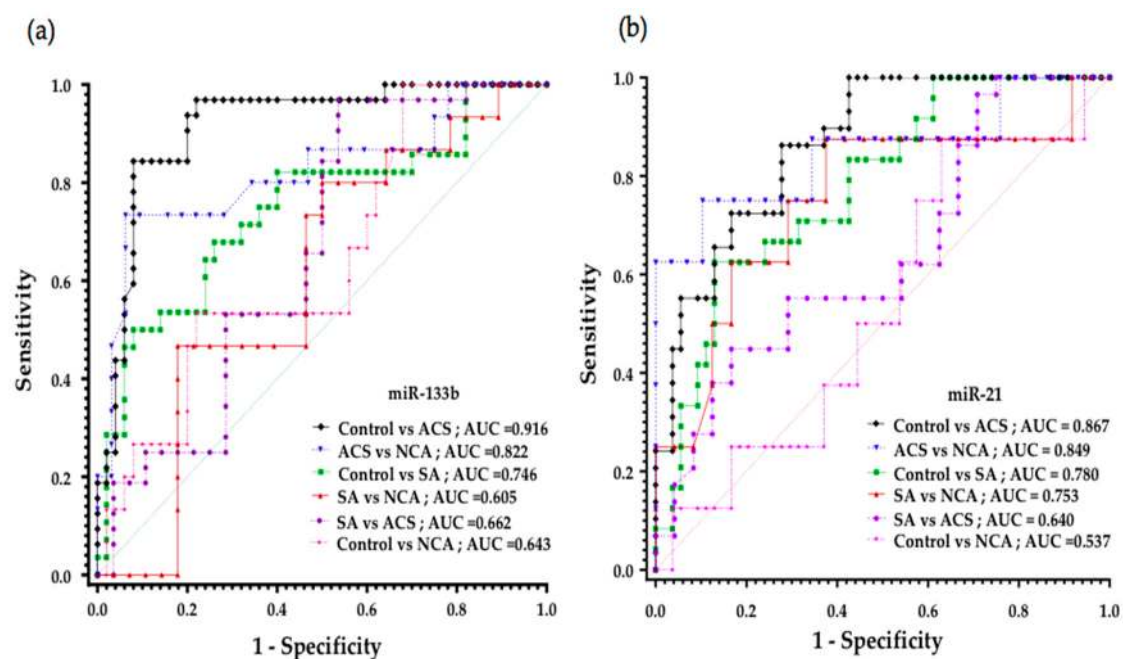 (a)
1.0
0.8
0.6
0.4
0.2
0.0
Sensitivity
miR-133b
Control vs ACS ; AUC =0.916
ACS vs NCA ; AUC =0.822
Control vs SA ; AUC =0.746
SA vs NCA ; AUC =0.605
SA vs ACS ; AUC =0.662
Control vs NCA ; AUC =0.643
0.0 0.2 0.4 0.6 0.8 1.0
1 - Specificity
(b)
1.0
0.8
0.6
0.4
0.2
0.0
Sensitivity
miR-21
Control vs ACS ; AUC = 0.867
ACS vs NCA ; AUC = 0.849
Control vs SA ; AUC = 0.780
SA vs NCA ; AUC = 0.753
SA vs ACS ; AUC = 0.640
Control vs NCA ; AUC = 0.537
0.0 0.2 0.4 0.6 0.8 1.0
1 - Specificity